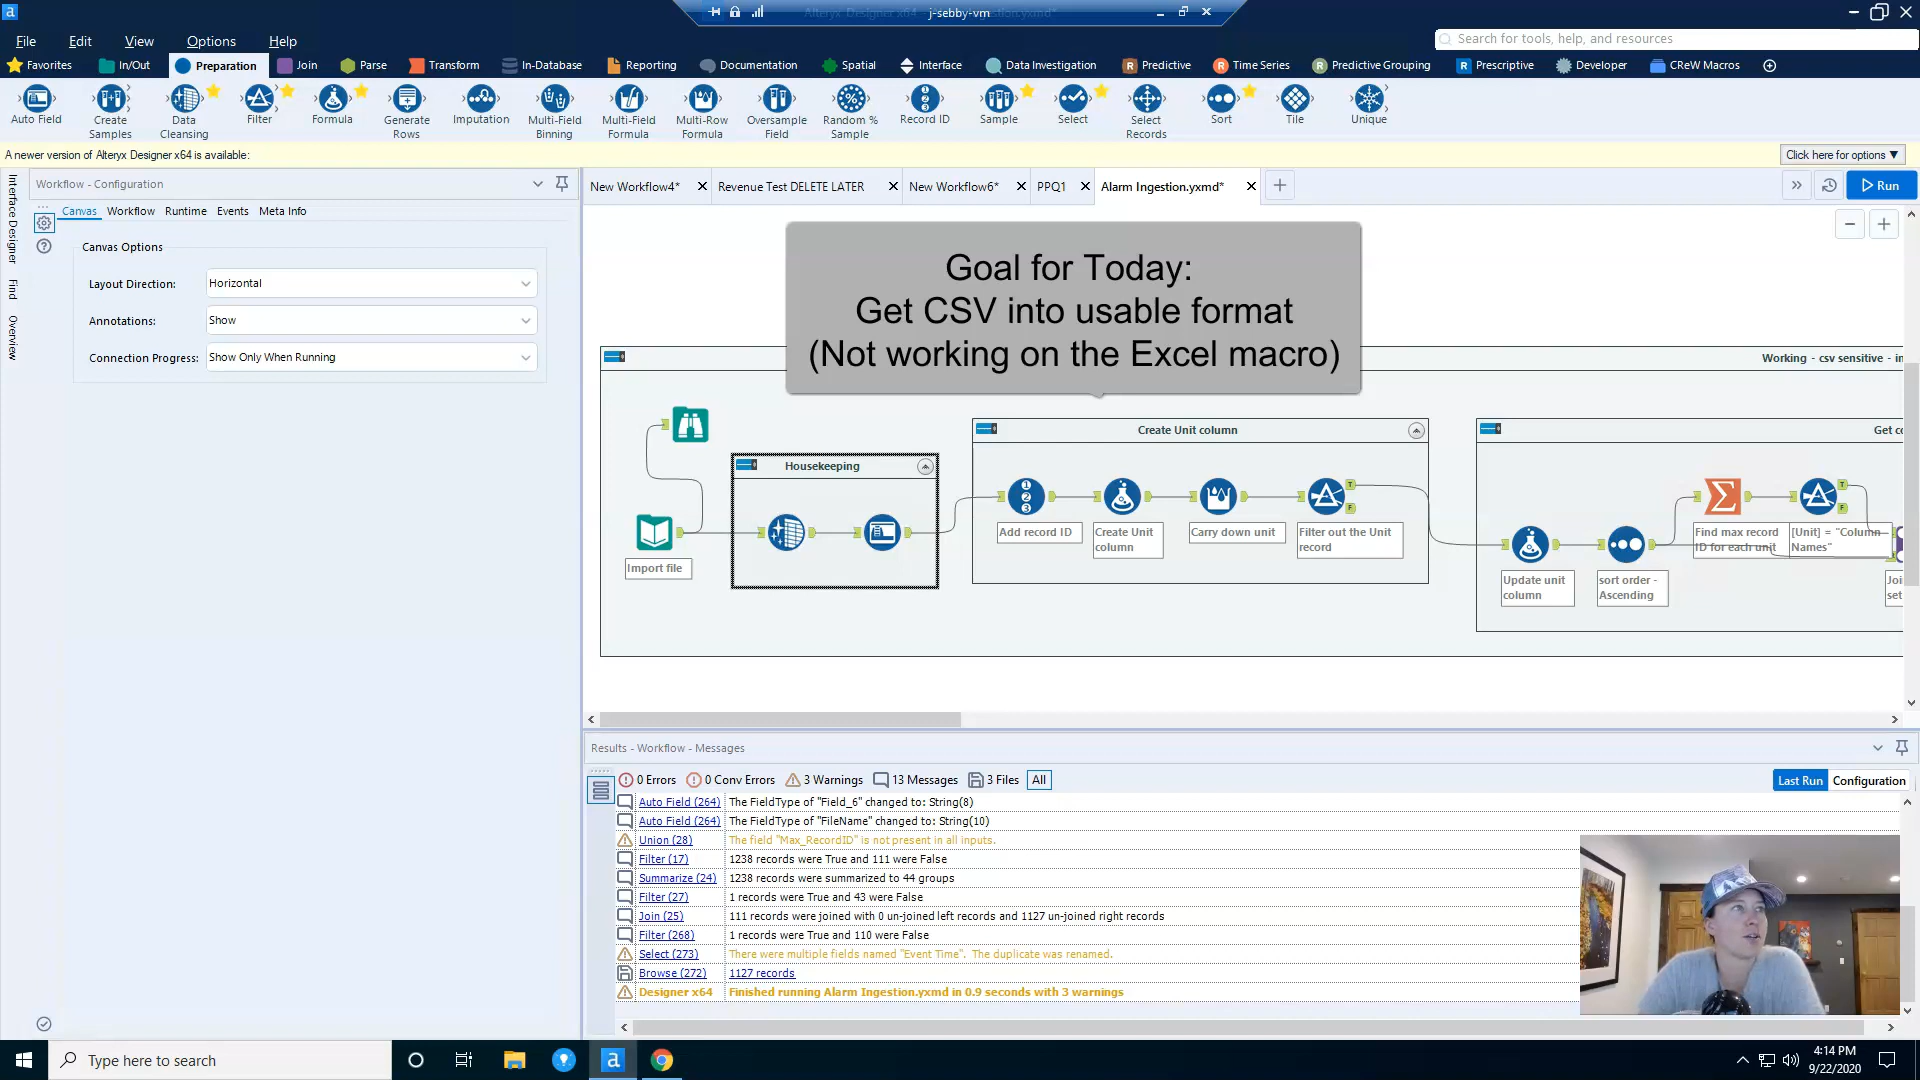 j-sebby-vm
File Edit View Options Help
Search for tools, help, and resources
Favorites In/Out Preparation Join Parse Transform In-Database Reporting Documentation Spatial Interface Data Investigation Predictive Time Series Predictive Grouping Prescriptive Developer CReW Macros
Auto Field
Create Samples
Data Cleansing
Filter
Formula
Generate Rows
Imputation
Multi-Field Binning
Multi-Field Formula
Multi-Row Formula
Oversample Field
Random % Sample
Record ID
Sample
Select
Select Records
Sort
Tile
Unique
A newer version of Alteryx Designer x64 is available:
Click here for options ▼
Interface Designer
Find
Overview
Workflow - Configuration
Canvas Workflow Runtime Events Meta Info
Canvas Options
Layout Direction: Horizontal
Annotations: Show
Connection Progress: Show Only When Running
New Workflow4* Revenue Test DELETE LATER New Workflow6* PPQ1 Alarm Ingestion.yxmd*
Run
Goal for Today:
Get CSV into usable format
(Not working on the Excel macro)
Working - csv sensitive - in
Import file
Housekeeping
Create Unit column
Add record ID
Create Unit
column
Carry down unit
Filter out the Unit
record
Get co
Update unit
column
sort order -
Ascending
Find max record
ID for each unit
[Unit] = "Column
Names"
Joi
set
Results - Workflow - Messages
0 Errors 0 Conv Errors 3 Warnings 13 Messages 3 Files All
Last Run Configuration
Auto Field (264) The FieldType of "Field_6" changed to: String(8)
Auto Field (264) The FieldType of "FileName" changed to: String(10)
Union (28) The field "Max_RecordID" is not present in all inputs.
Filter (17) 1238 records were True and 111 were False
Summarize (24) 1238 records were summarized to 44 groups
Filter (27) 1 records were True and 43 were False
Join (25) 111 records were joined with 0 un-joined left records and 1127 un-joined right records
Filter (268) 1 records were True and 110 were False
Select (273) There were multiple fields named "Event Time". The duplicate was renamed.
Browse (272) 1127 records
Designer x64 Finished running Alarm Ingestion.yxmd in 0.9 seconds with 3 warnings
Type here to search
4:14 PM
9/22/2020